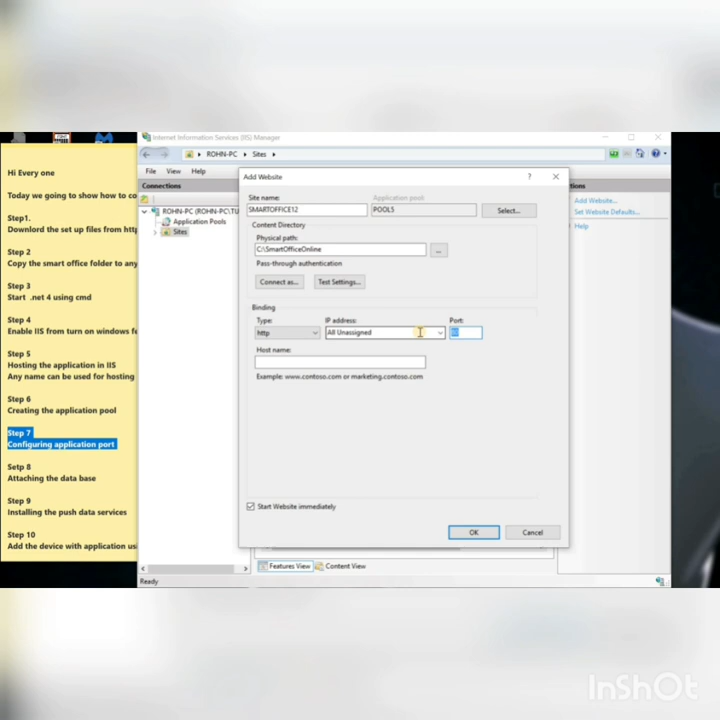 Hi Every one
Today we going to show how to co
Step1.
Downlord the set up files from http
Step 2
Copy the smart office folder to any
Step 3
Start .net 4 using cmd
Step 4
Enable IIS from turn on windows fe
Step 5
Hosting the application in IIS
Any name can be used for hosting
Step 6
Creating the application pool
Step 7
Configuring application port
Setp 8
Attaching the data base
Step 9
Installing the push data services
Step 10
Add the device with application usi
Internet Information Services (IIS) Manager
ROHN-PC
Sites
File View Help
Connections
ROHN-PC (ROHN-PC\TU
Application Pools
Sites
Add Website
Site name:
Application pool:
SMARTOFFICE12
POOL5
Select...
Content Directory
Physical path:
C:\SmartOfficeOnline
...
Pass-through authentication
Connect as...
Test Settings...
Binding
Type:
IP address:
Port:
http
All Unassigned
80
Host name:
Example: www.contoso.com or marketing.contoso.com
Start Website immediately
OK
Cancel
tions
Add Website...
Set Website Defaults...
Help
Features View
Content View
Ready
InShOt